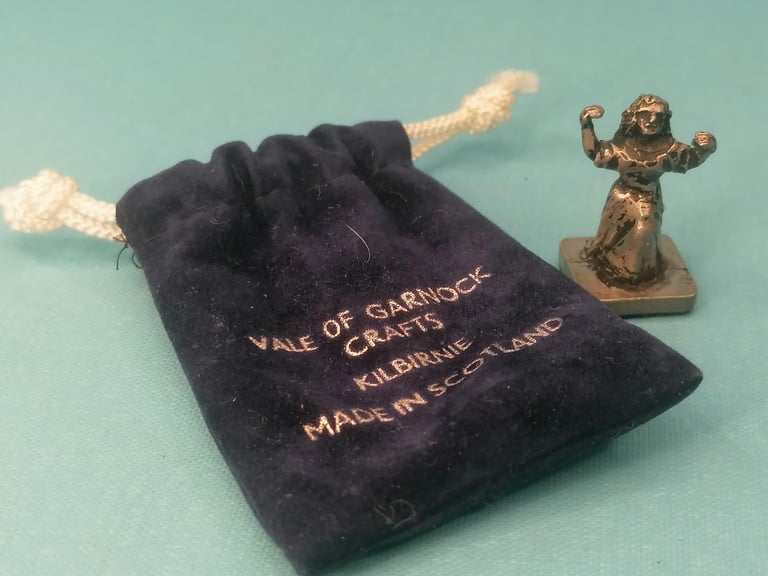 VALE OF GARNOCK
CRAFTS
KILBIRNIE
MADE IN SCOTLAND